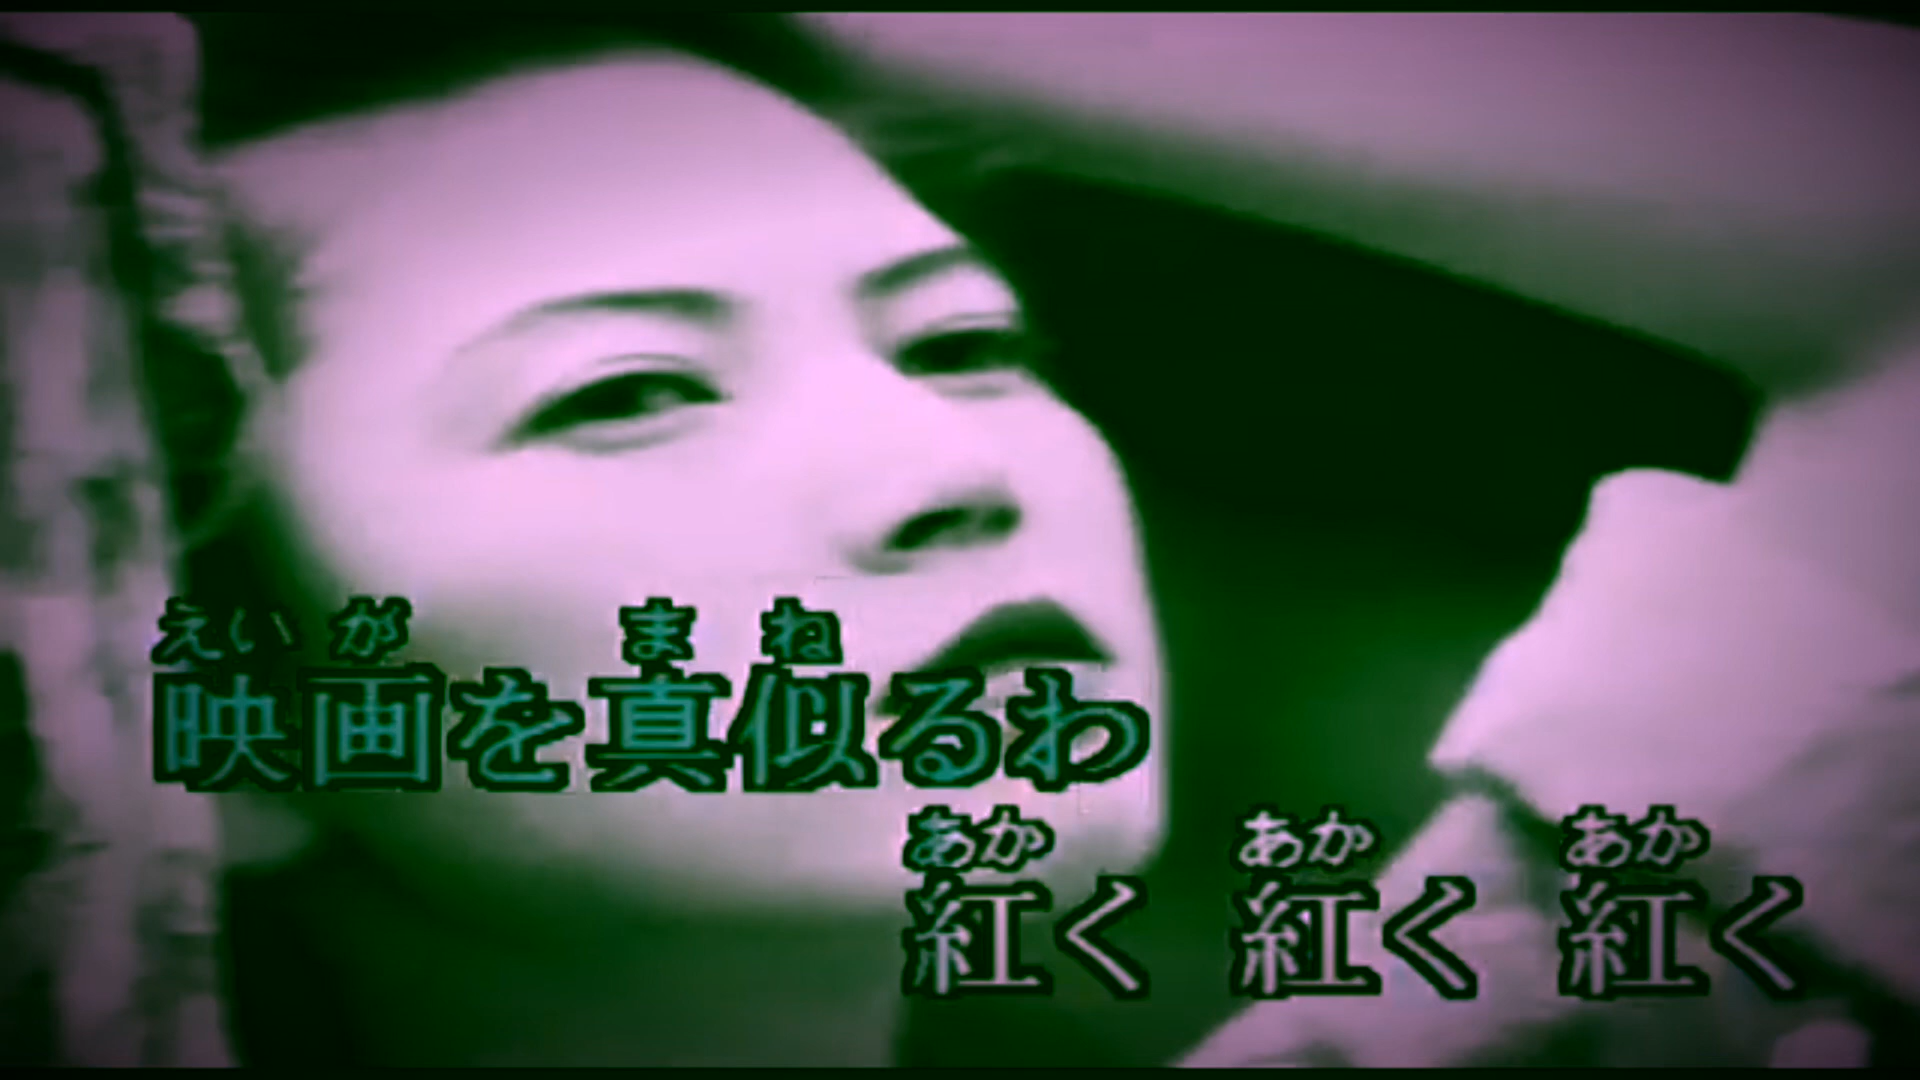 えいが まね
映画を真似るわ
あか あか あか
紅く 紅く 紅く